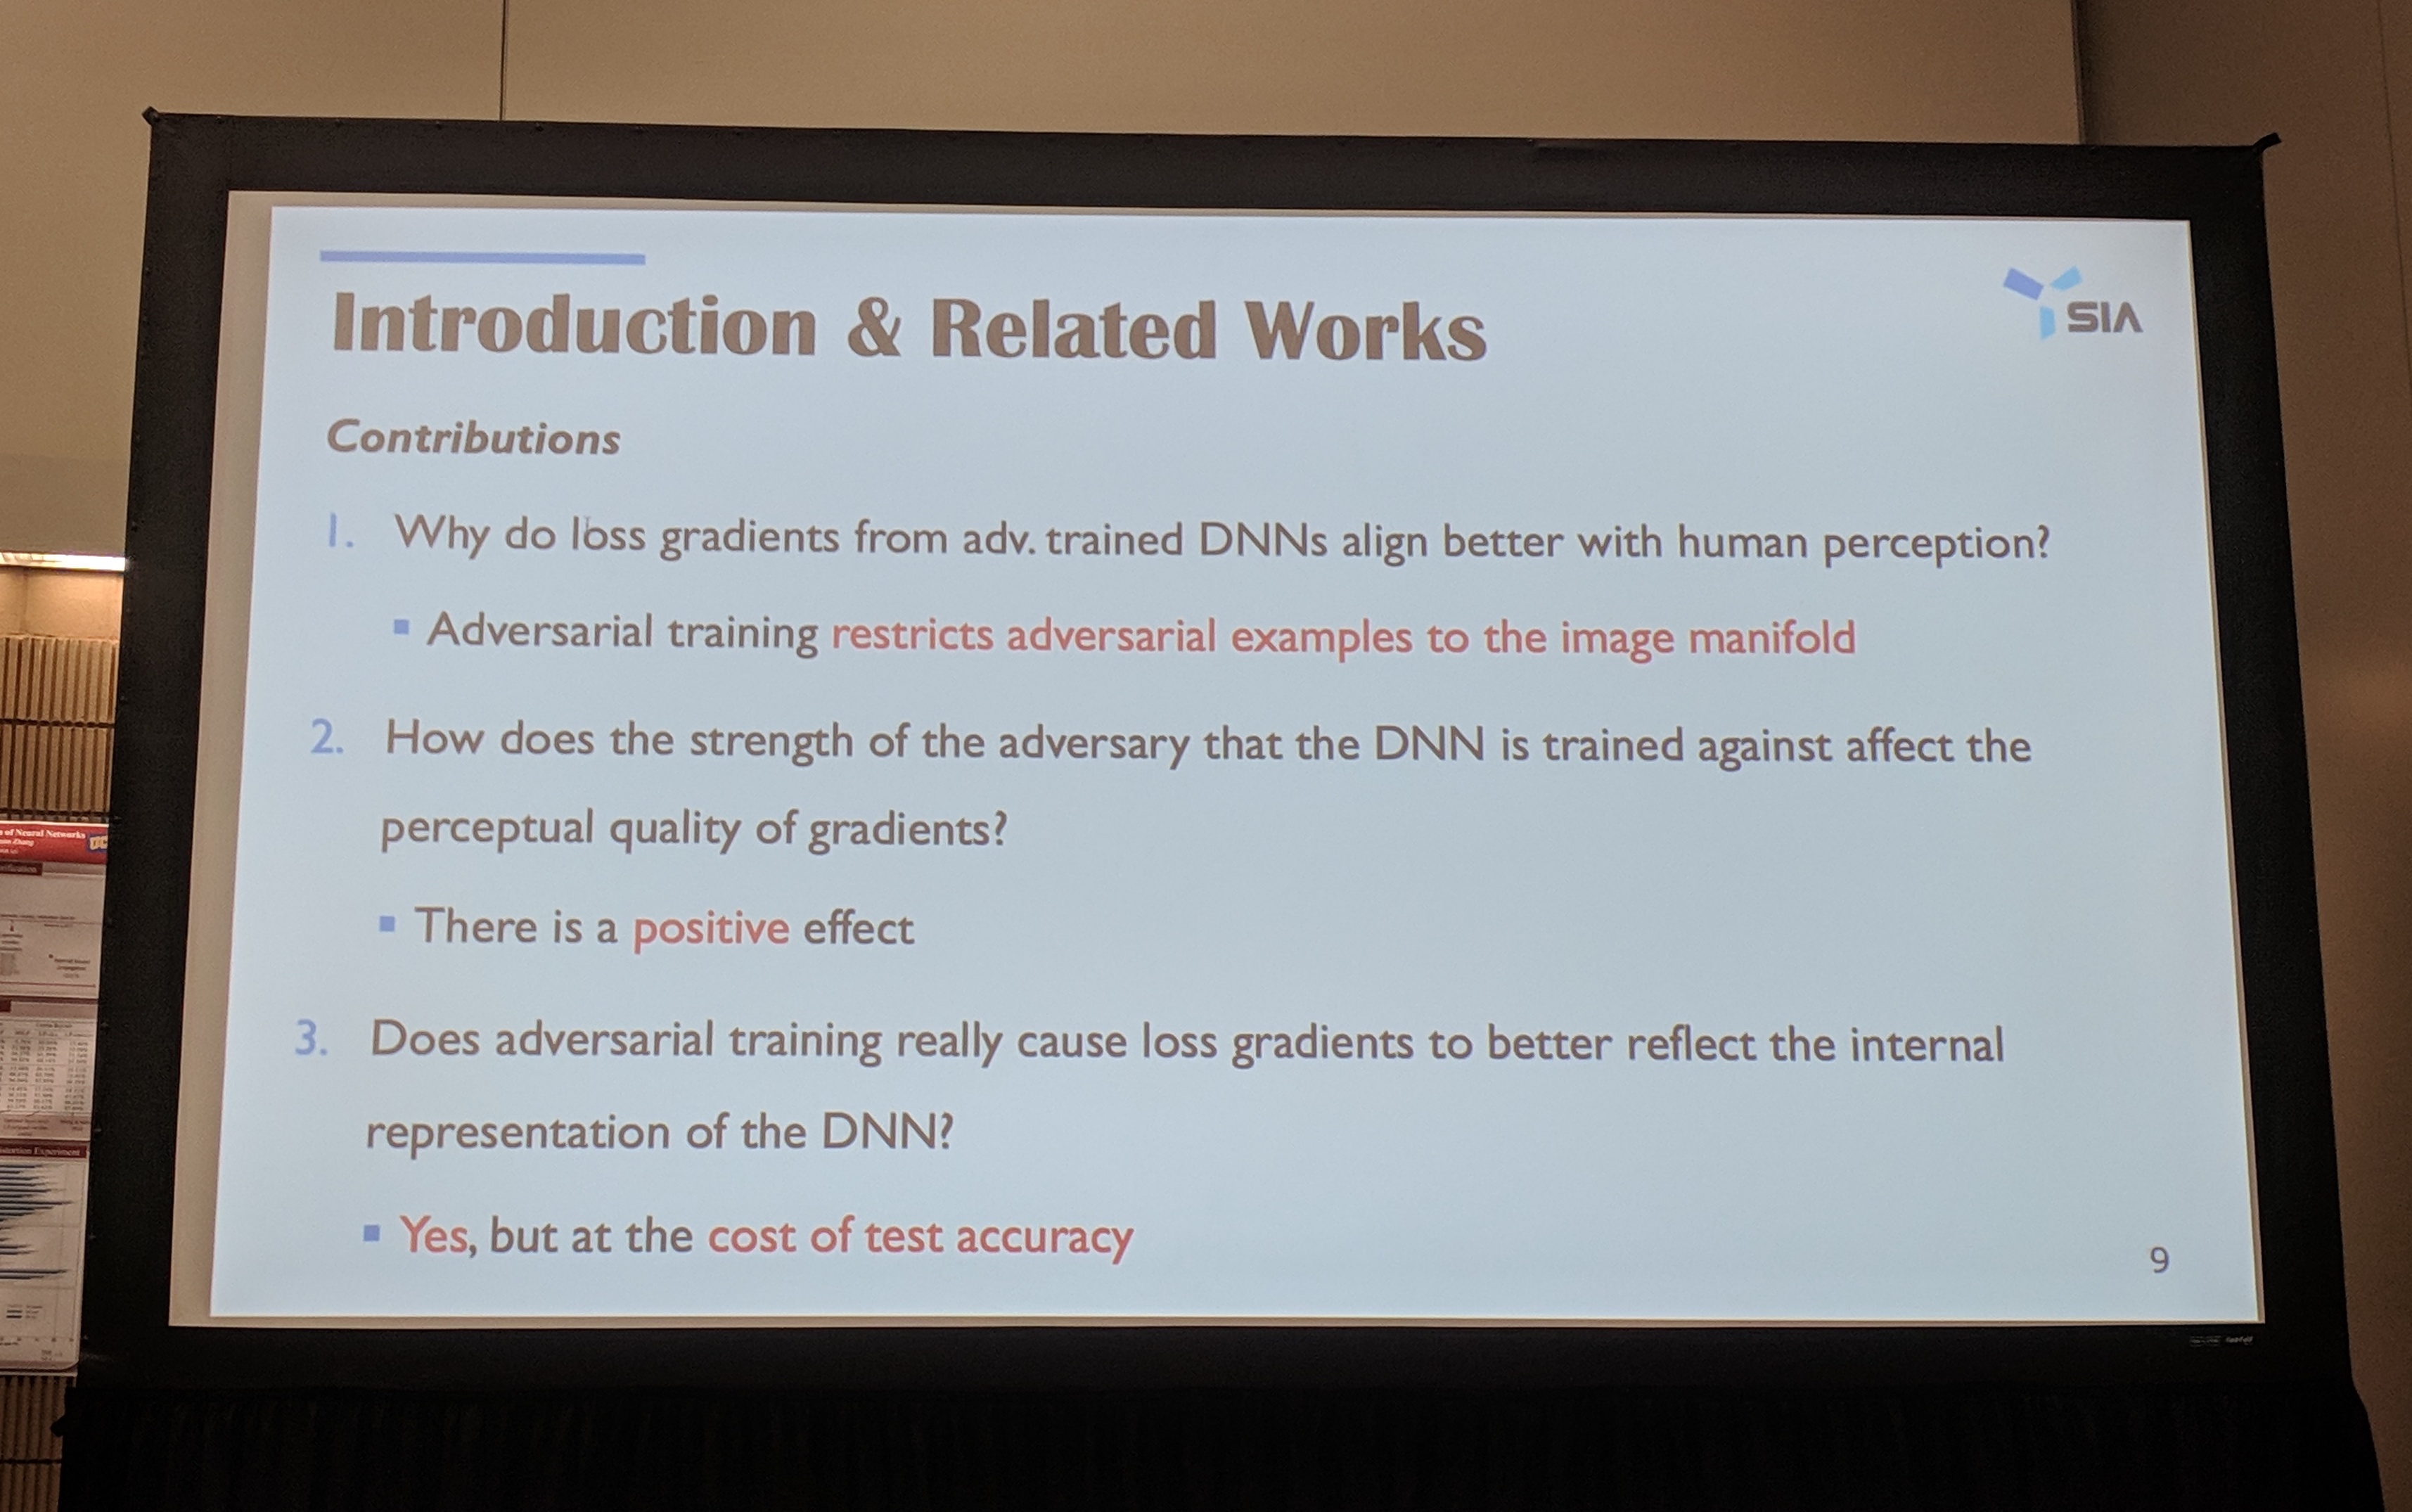 Introduction & Related Works
SIA
Contributions
1. Why do loss gradients from adv. trained DNNs align better with human perception?
▪ Adversarial training restricts adversarial examples to the image manifold
2. How does the strength of the adversary that the DNN is trained against affect the
perceptual quality of gradients?
▪ There is a positive effect
3. Does adversarial training really cause loss gradients to better reflect the internal
representation of the DNN?
▪ Yes, but at the cost of test accuracy
9
of Neural Networks
UC